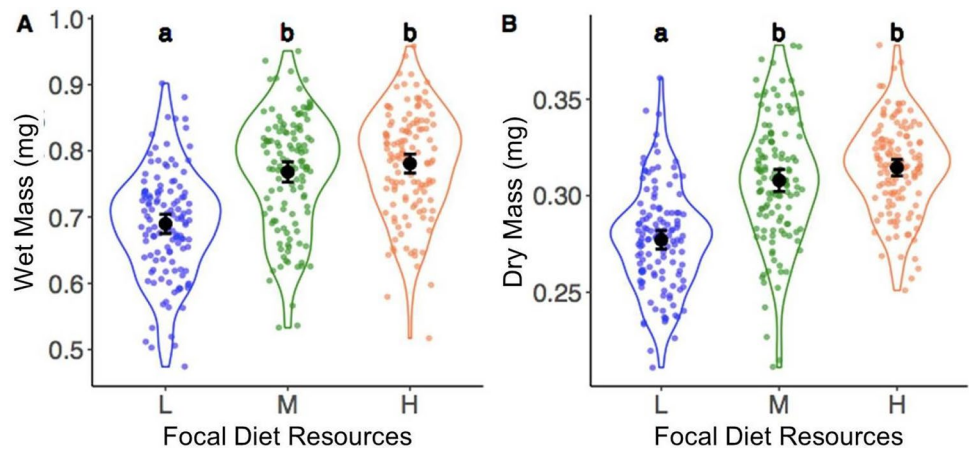 A
a b b
Wet Mass (mg)
1.0
0.9
0.8
0.7
0.6
0.5
L M H
Focal Diet Resources
B
a b b
Dry Mass (mg)
0.35
0.30
0.25
L M H
Focal Diet Resources